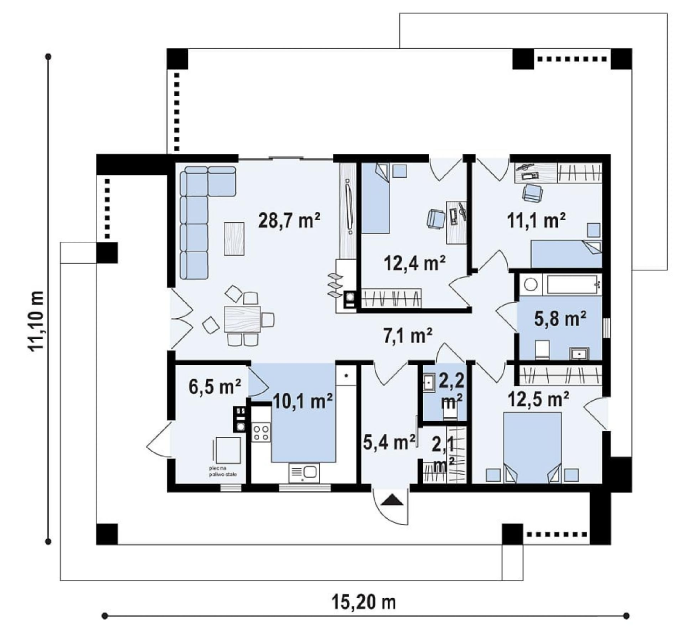 28,7 m²
12,4 m²
11,1 m²
5,8 m²
7,1 m²
6,5 m²
10,1 m²
2,2
m²
12,5 m²
5,4 m²
2,1
m²
piec na
paliwo stałe
11,10 m
15,20 m